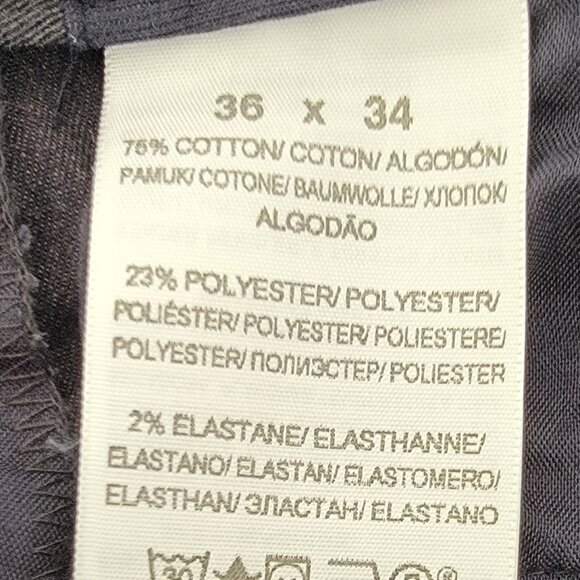 36 x 34
75% COTTON/ COTON/ ALGODÓN/
PAMUK/ COTONE/ BAUMWOLLE/ ХЛОПОК/
ALGODÃO
23% POLYESTER/ POLYESTER/
POLIÉSTER/ POLYESTER/ POLIESTERE/
POLYESTER/ ПОЛИЭСТЕР/ POLIESTER
2% ELASTANE/ ELASTHANNE/
ELASTANO/ ELASTAN/ ELASTOMERO/
ELASTHAN/ ЭЛАСТАН/ ELASTANO
30